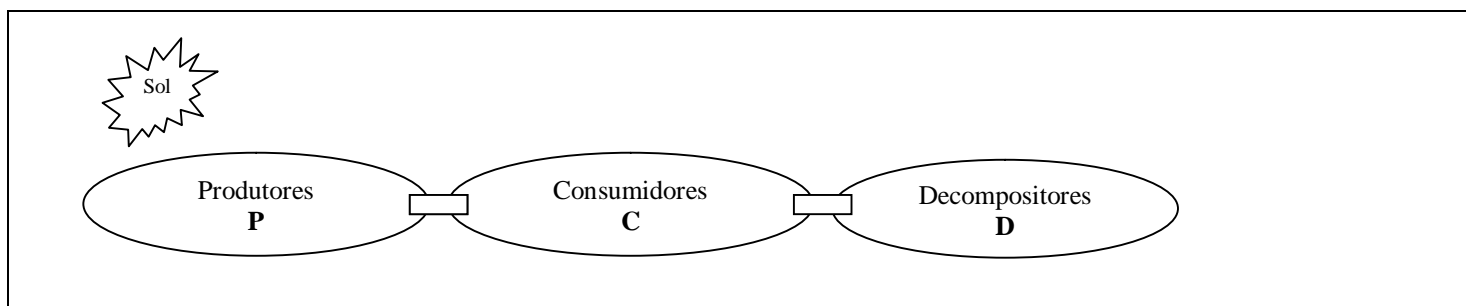 Sol
Produtores
P
Consumidores
C
Decompositores
D